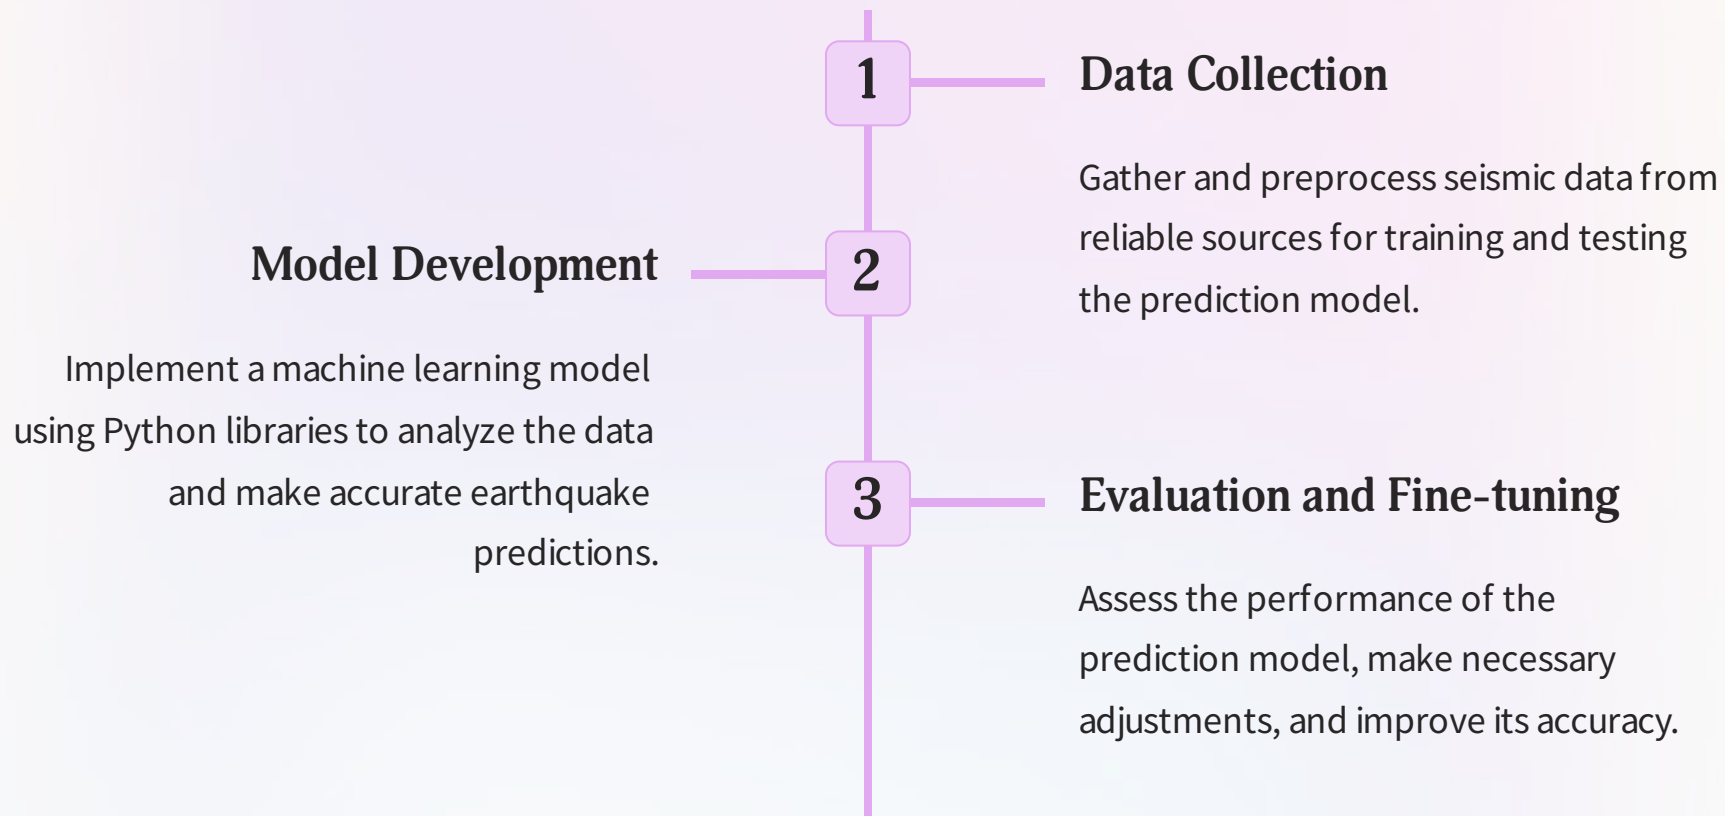 1
Data Collection
Gather and preprocess seismic data from
reliable sources for training and testing
the prediction model.
2
Model Development
Implement a machine learning model
using Python libraries to analyze the data
and make accurate earthquake
predictions.
3
Evaluation and Fine-tuning
Assess the performance of the
prediction model, make necessary
adjustments, and improve its accuracy.